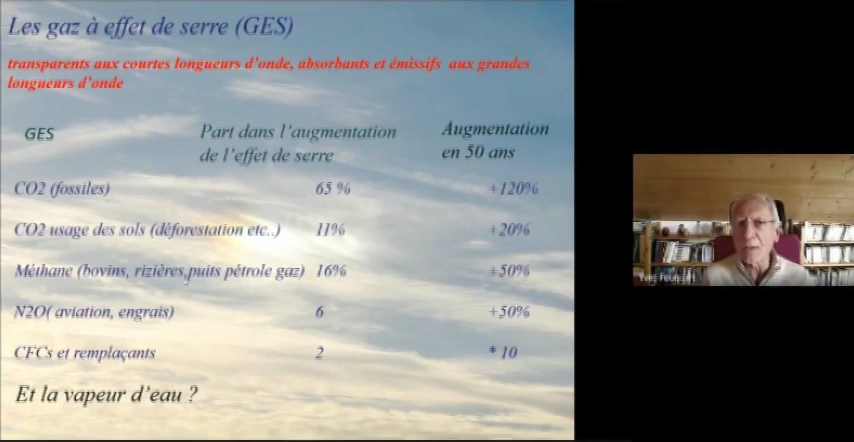 Les gaz à effet de serre (GES)
transparents aux courtes longueurs d'onde, absorbants et émissifs aux grandes
longueurs d'onde
GES Part dans l'augmentation de l'effet de serre Augmentation en 50 ans
CO2 (fossiles) 65 % +120%
CO2 usage des sols (déforestation etc..) 11% +20%
Méthane (bovins, rizières,puits pétrole gaz) 16% +50%
N2O( aviation, engrais) 6 +50%
CFCs et remplaçants 2 * 10
Et la vapeur d'eau ?
Yves